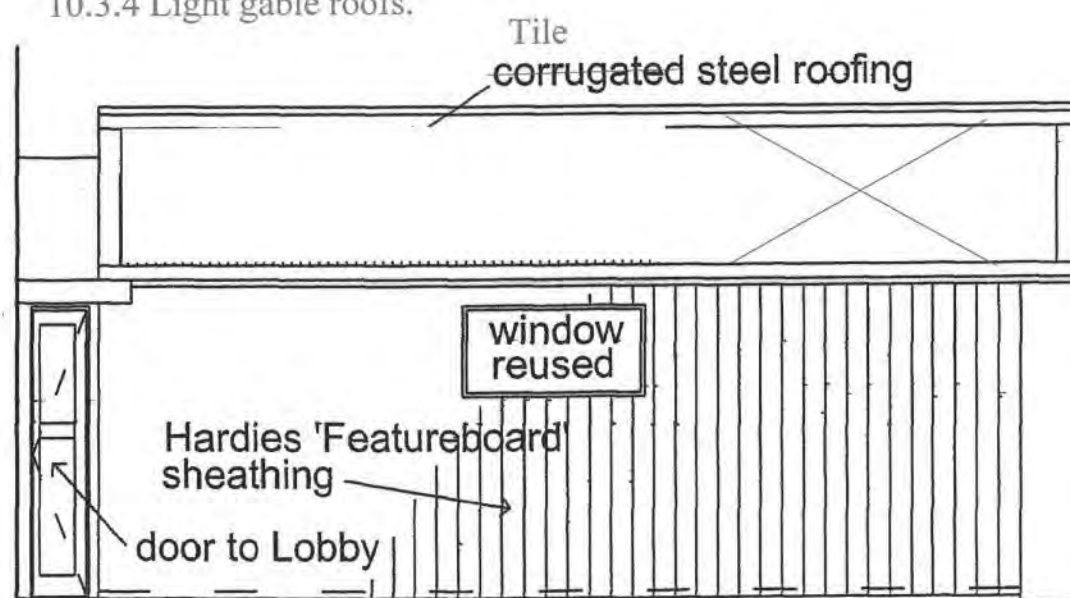 10.3.4 Light gable roofs.
Tile
corrugated steel roofing
window
reused
Hardies 'Featureboard'
sheathing
door to Lobby